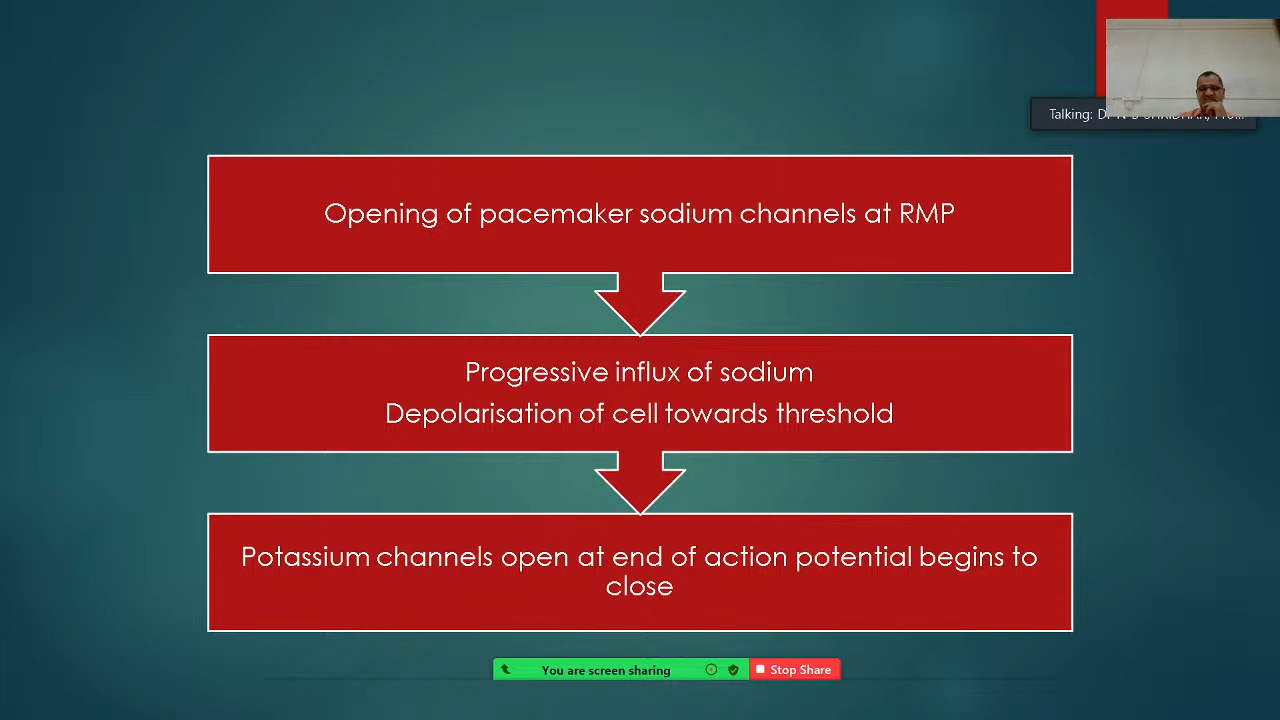 Talking:
Opening of pacemaker sodium channels at RMP
Progressive influx of sodium
Depolarisation of cell towards threshold
Potassium channels open at end of action potential begins to
close
You are screen sharing
Stop Share